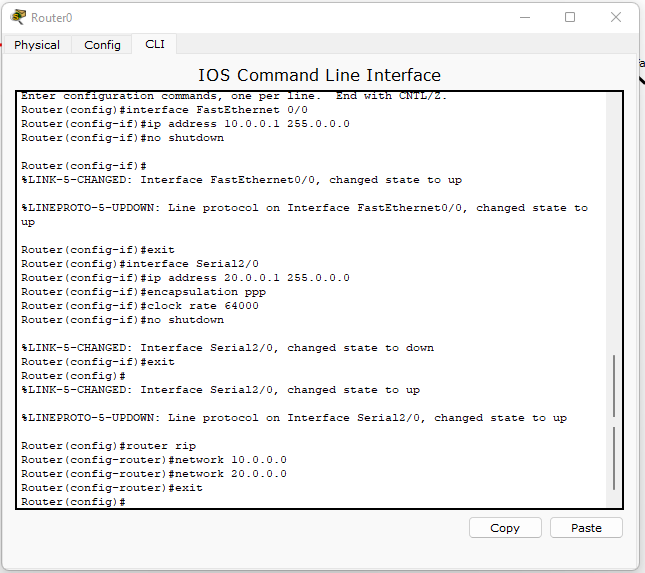 Router0
Physical Config CLI
IOS Command Line Interface
Enter configuration commands, one per line.  End with CNTL/Z.
Router(config)#interface FastEthernet 0/0
Router(config-if)#ip address 10.0.0.1 255.0.0.0
Router(config-if)#no shutdown
Router(config-if)#
%LINK-5-CHANGED: Interface FastEthernet0/0, changed state to up
%LINEPROTO-5-UPDOWN: Line protocol on Interface FastEthernet0/0, changed state to
up
Router(config-if)#exit
Router(config)#interface Serial2/0
Router(config-if)#ip address 20.0.0.1 255.0.0.0
Router(config-if)#encapsulation ppp
Router(config-if)#clock rate 64000
Router(config-if)#no shutdown
%LINK-5-CHANGED: Interface Serial2/0, changed state to down
Router(config-if)#exit
Router(config)#
%LINK-5-CHANGED: Interface Serial2/0, changed state to up
%LINEPROTO-5-UPDOWN: Line protocol on Interface Serial2/0, changed state to up
Router(config)#router rip
Router(config-router)#network 10.0.0.0
Router(config-router)#network 20.0.0.0
Router(config-router)#exit
Router(config)#
Copy Paste